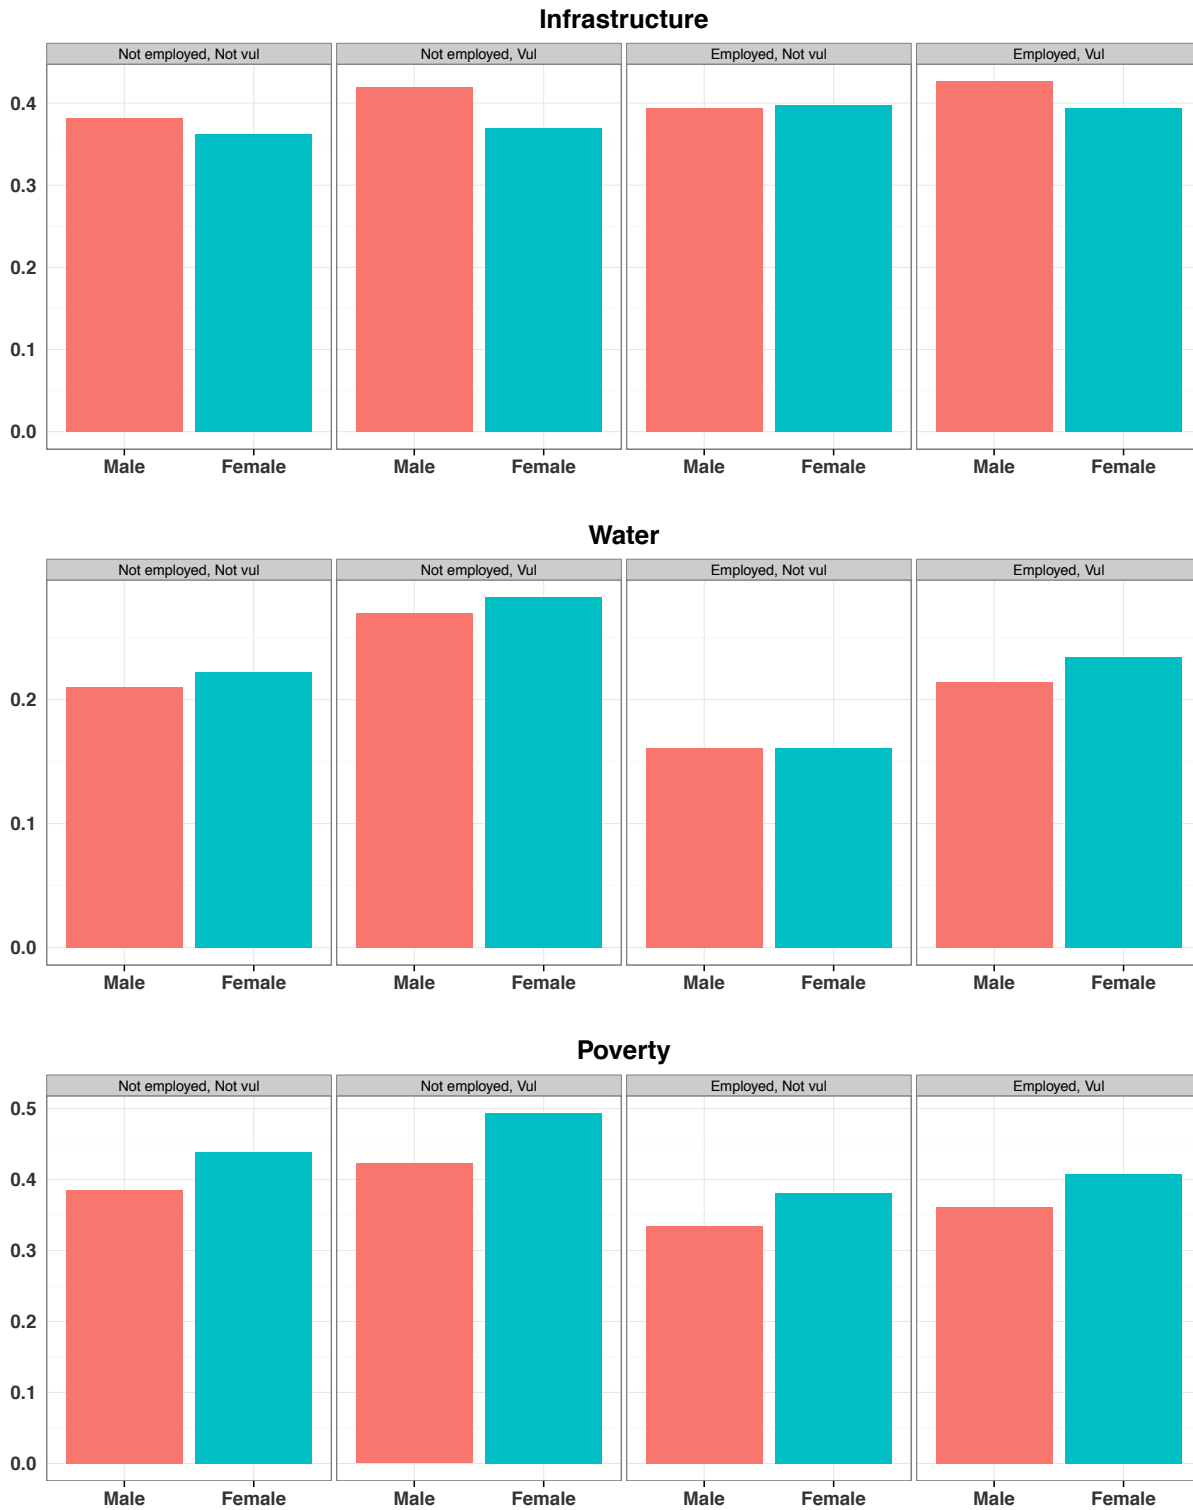 Infrastructure
Not employed, Not vul Not employed, Vul Employed, Not vul Employed, Vul
0.4
0.3
0.2
0.1
0.0
Male Female Male Female Male Female Male Female
Water
Not employed, Not vul Not employed, Vul Employed, Not vul Employed, Vul
0.2
0.1
0.0
Male Female Male Female Male Female Male Female
Poverty
Not employed, Not vul Not employed, Vul Employed, Not vul Employed, Vul
0.5
0.4
0.3
0.2
0.1
0.0
Male Female Male Female Male Female Male Female